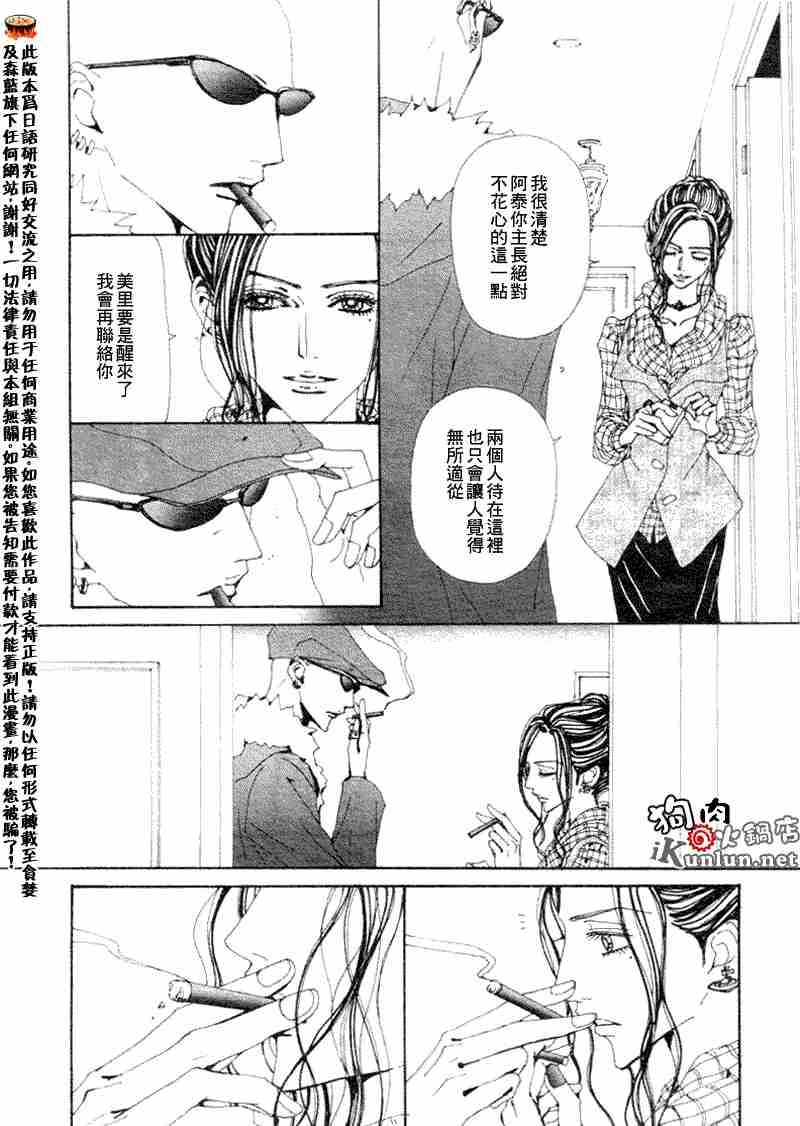 我很清楚
阿泰你主長絕對
不花心的這一點
兩個人待在這裡
也只會讓人覺得
無所適從
美里要是醒來了
我會再聯絡你
此版本爲日語研究同好交流之用,請勿用于任何商業用途。如您喜歡此作品,請支持正版!請勿以任何形式轉載至貪婪
及森藍旗下任何網站,謝謝!一切法律責任與本組無關。如果您被告知需要付款才能看到此漫畫,那麼,您被騙了!
狗肉
火鍋店
iKunlun.net